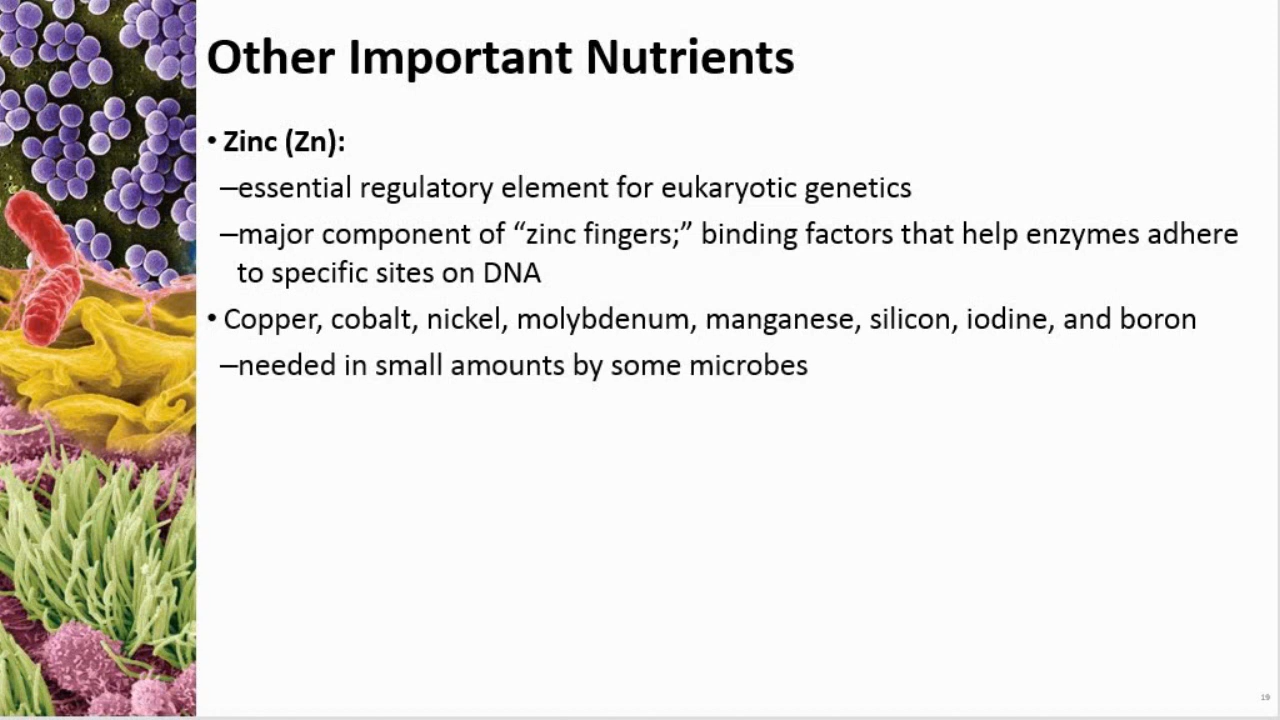 Other Important Nutrients
• Zinc (Zn):
–essential regulatory element for eukaryotic genetics
–major component of “zinc fingers;” binding factors that help enzymes adhere
to specific sites on DNA
• Copper, cobalt, nickel, molybdenum, manganese, silicon, iodine, and boron
–needed in small amounts by some microbes
19